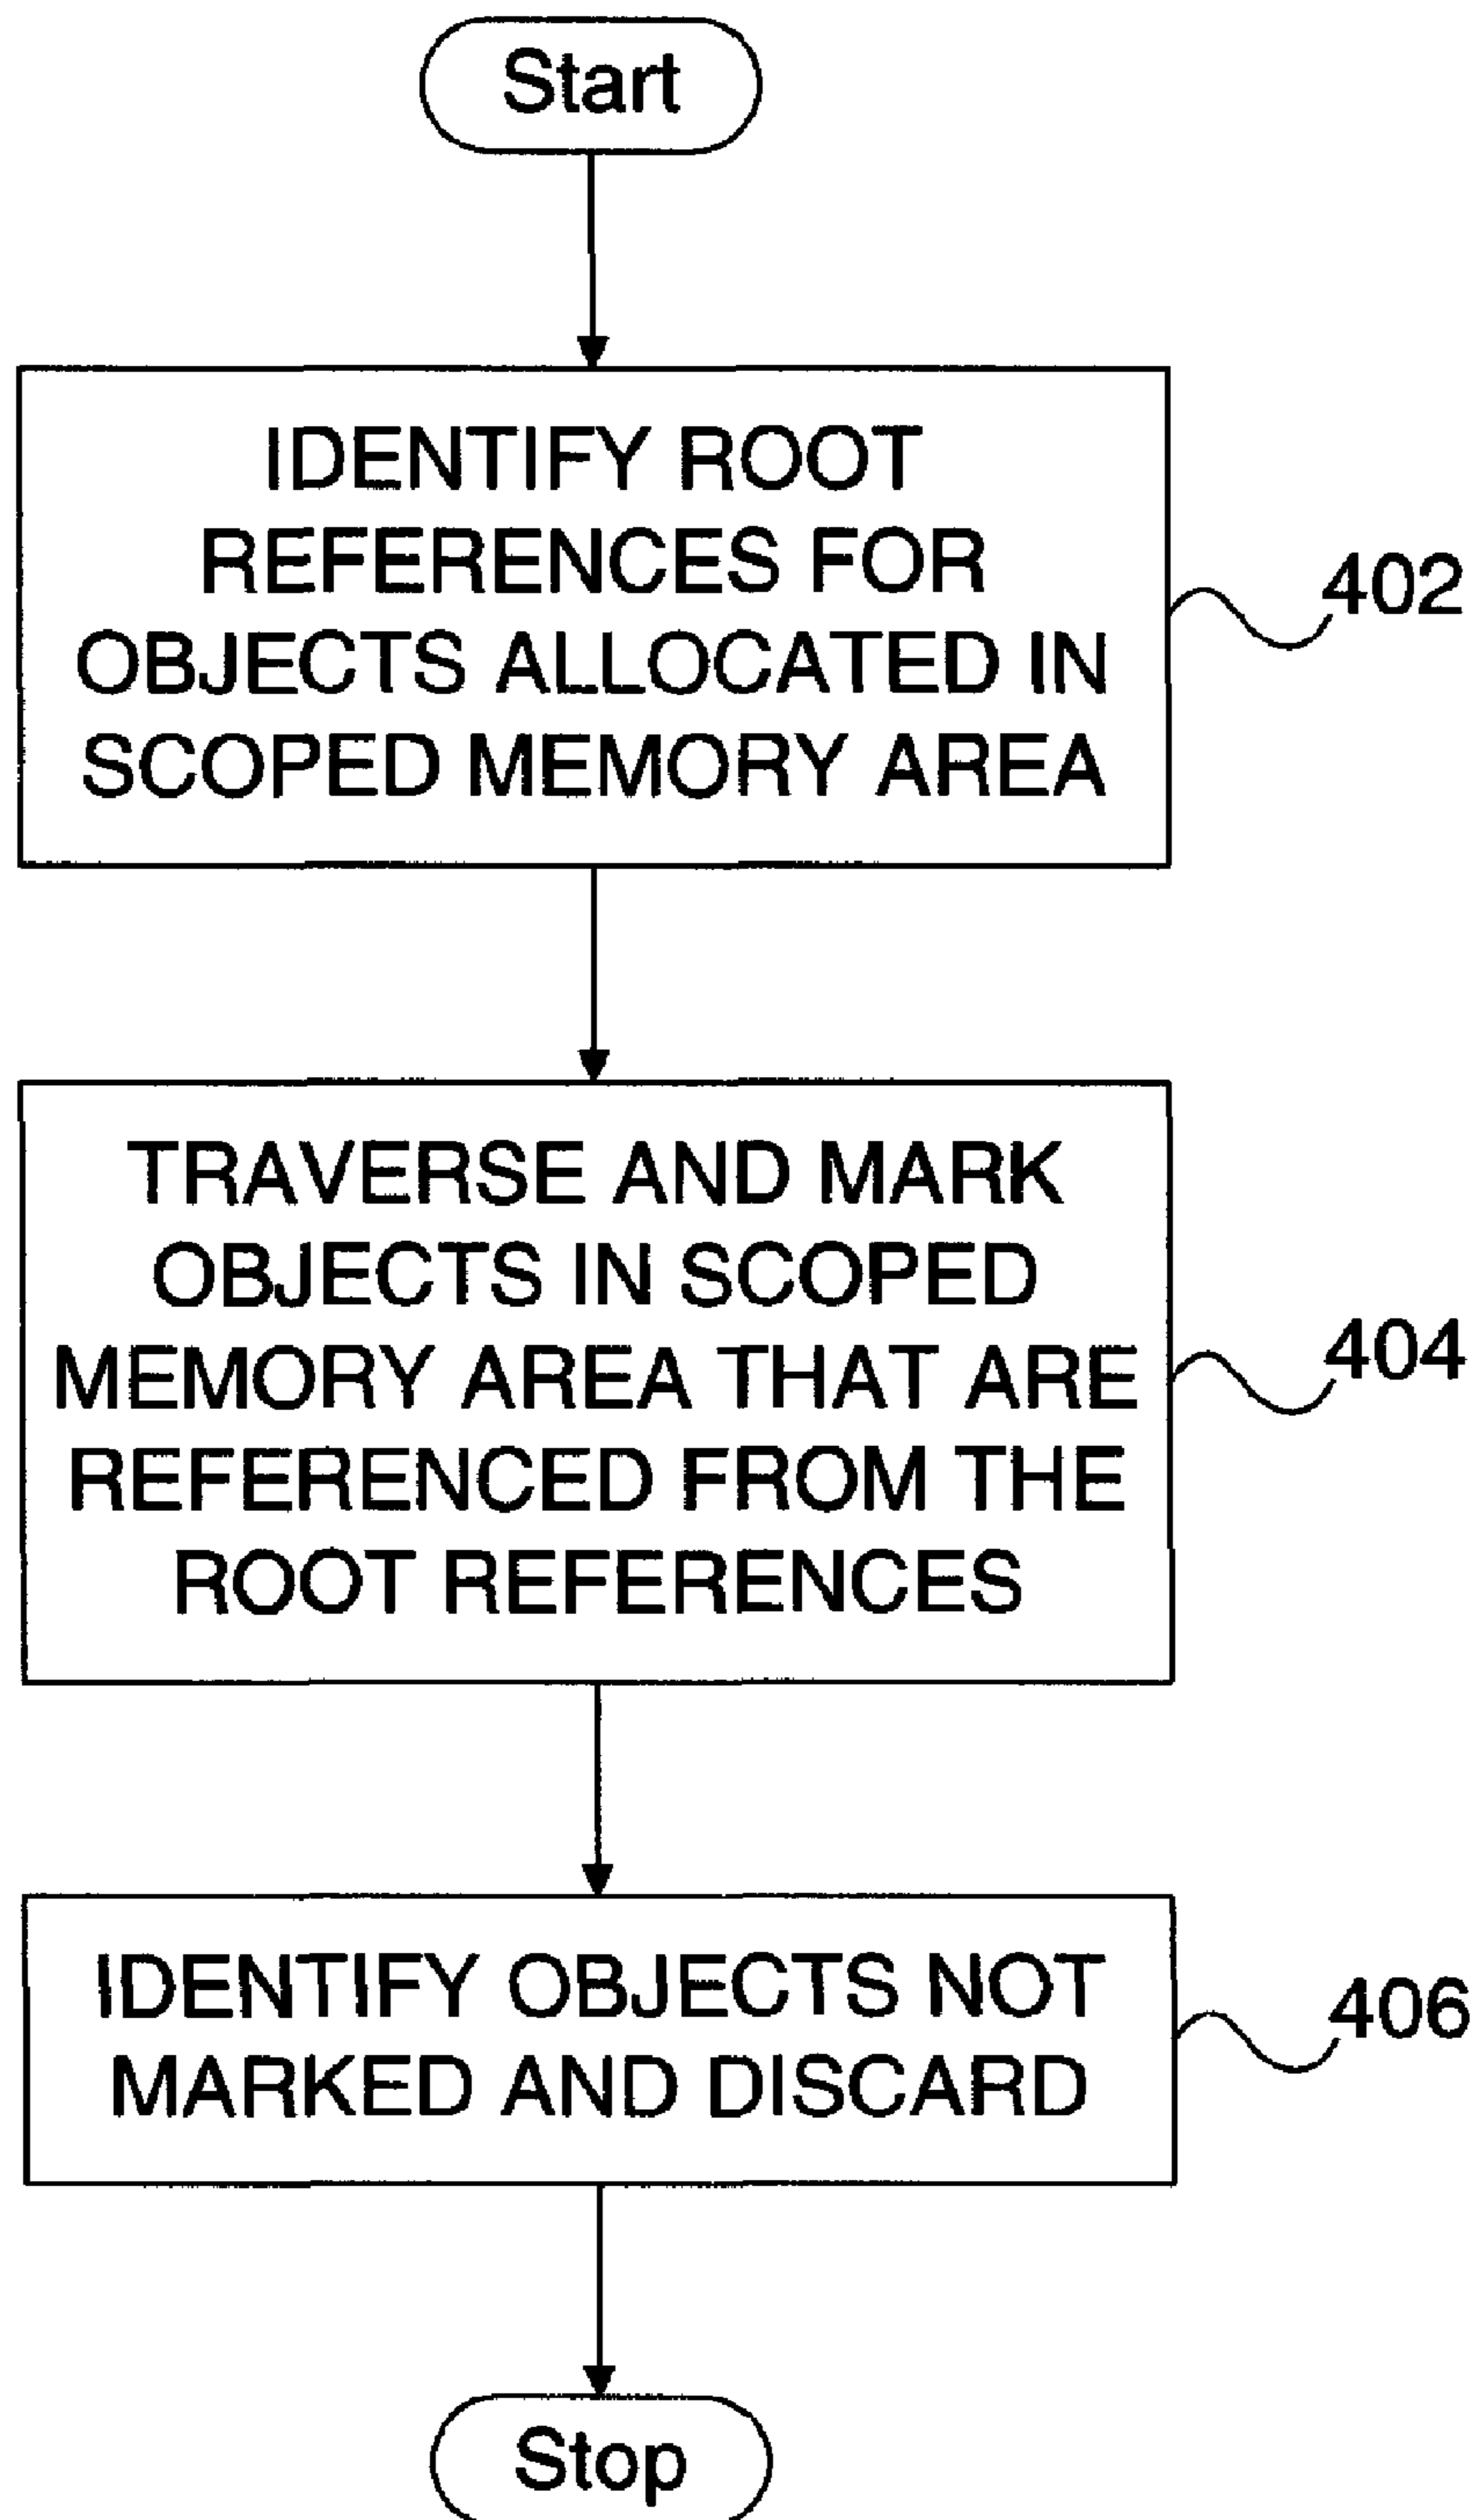 Start
IDENTIFY ROOT
REFERENCES FOR
OBJECTS ALLOCATED IN
SCOPED MEMORY AREA
402
TRAVERSE AND MARK
OBJECTS IN SCOPED
MEMORY AREA THAT ARE
REFERENCED FROM THE
ROOT REFERENCES
404
IDENTIFY OBJECTS NOT
MARKED AND DISCARD
406
Stop